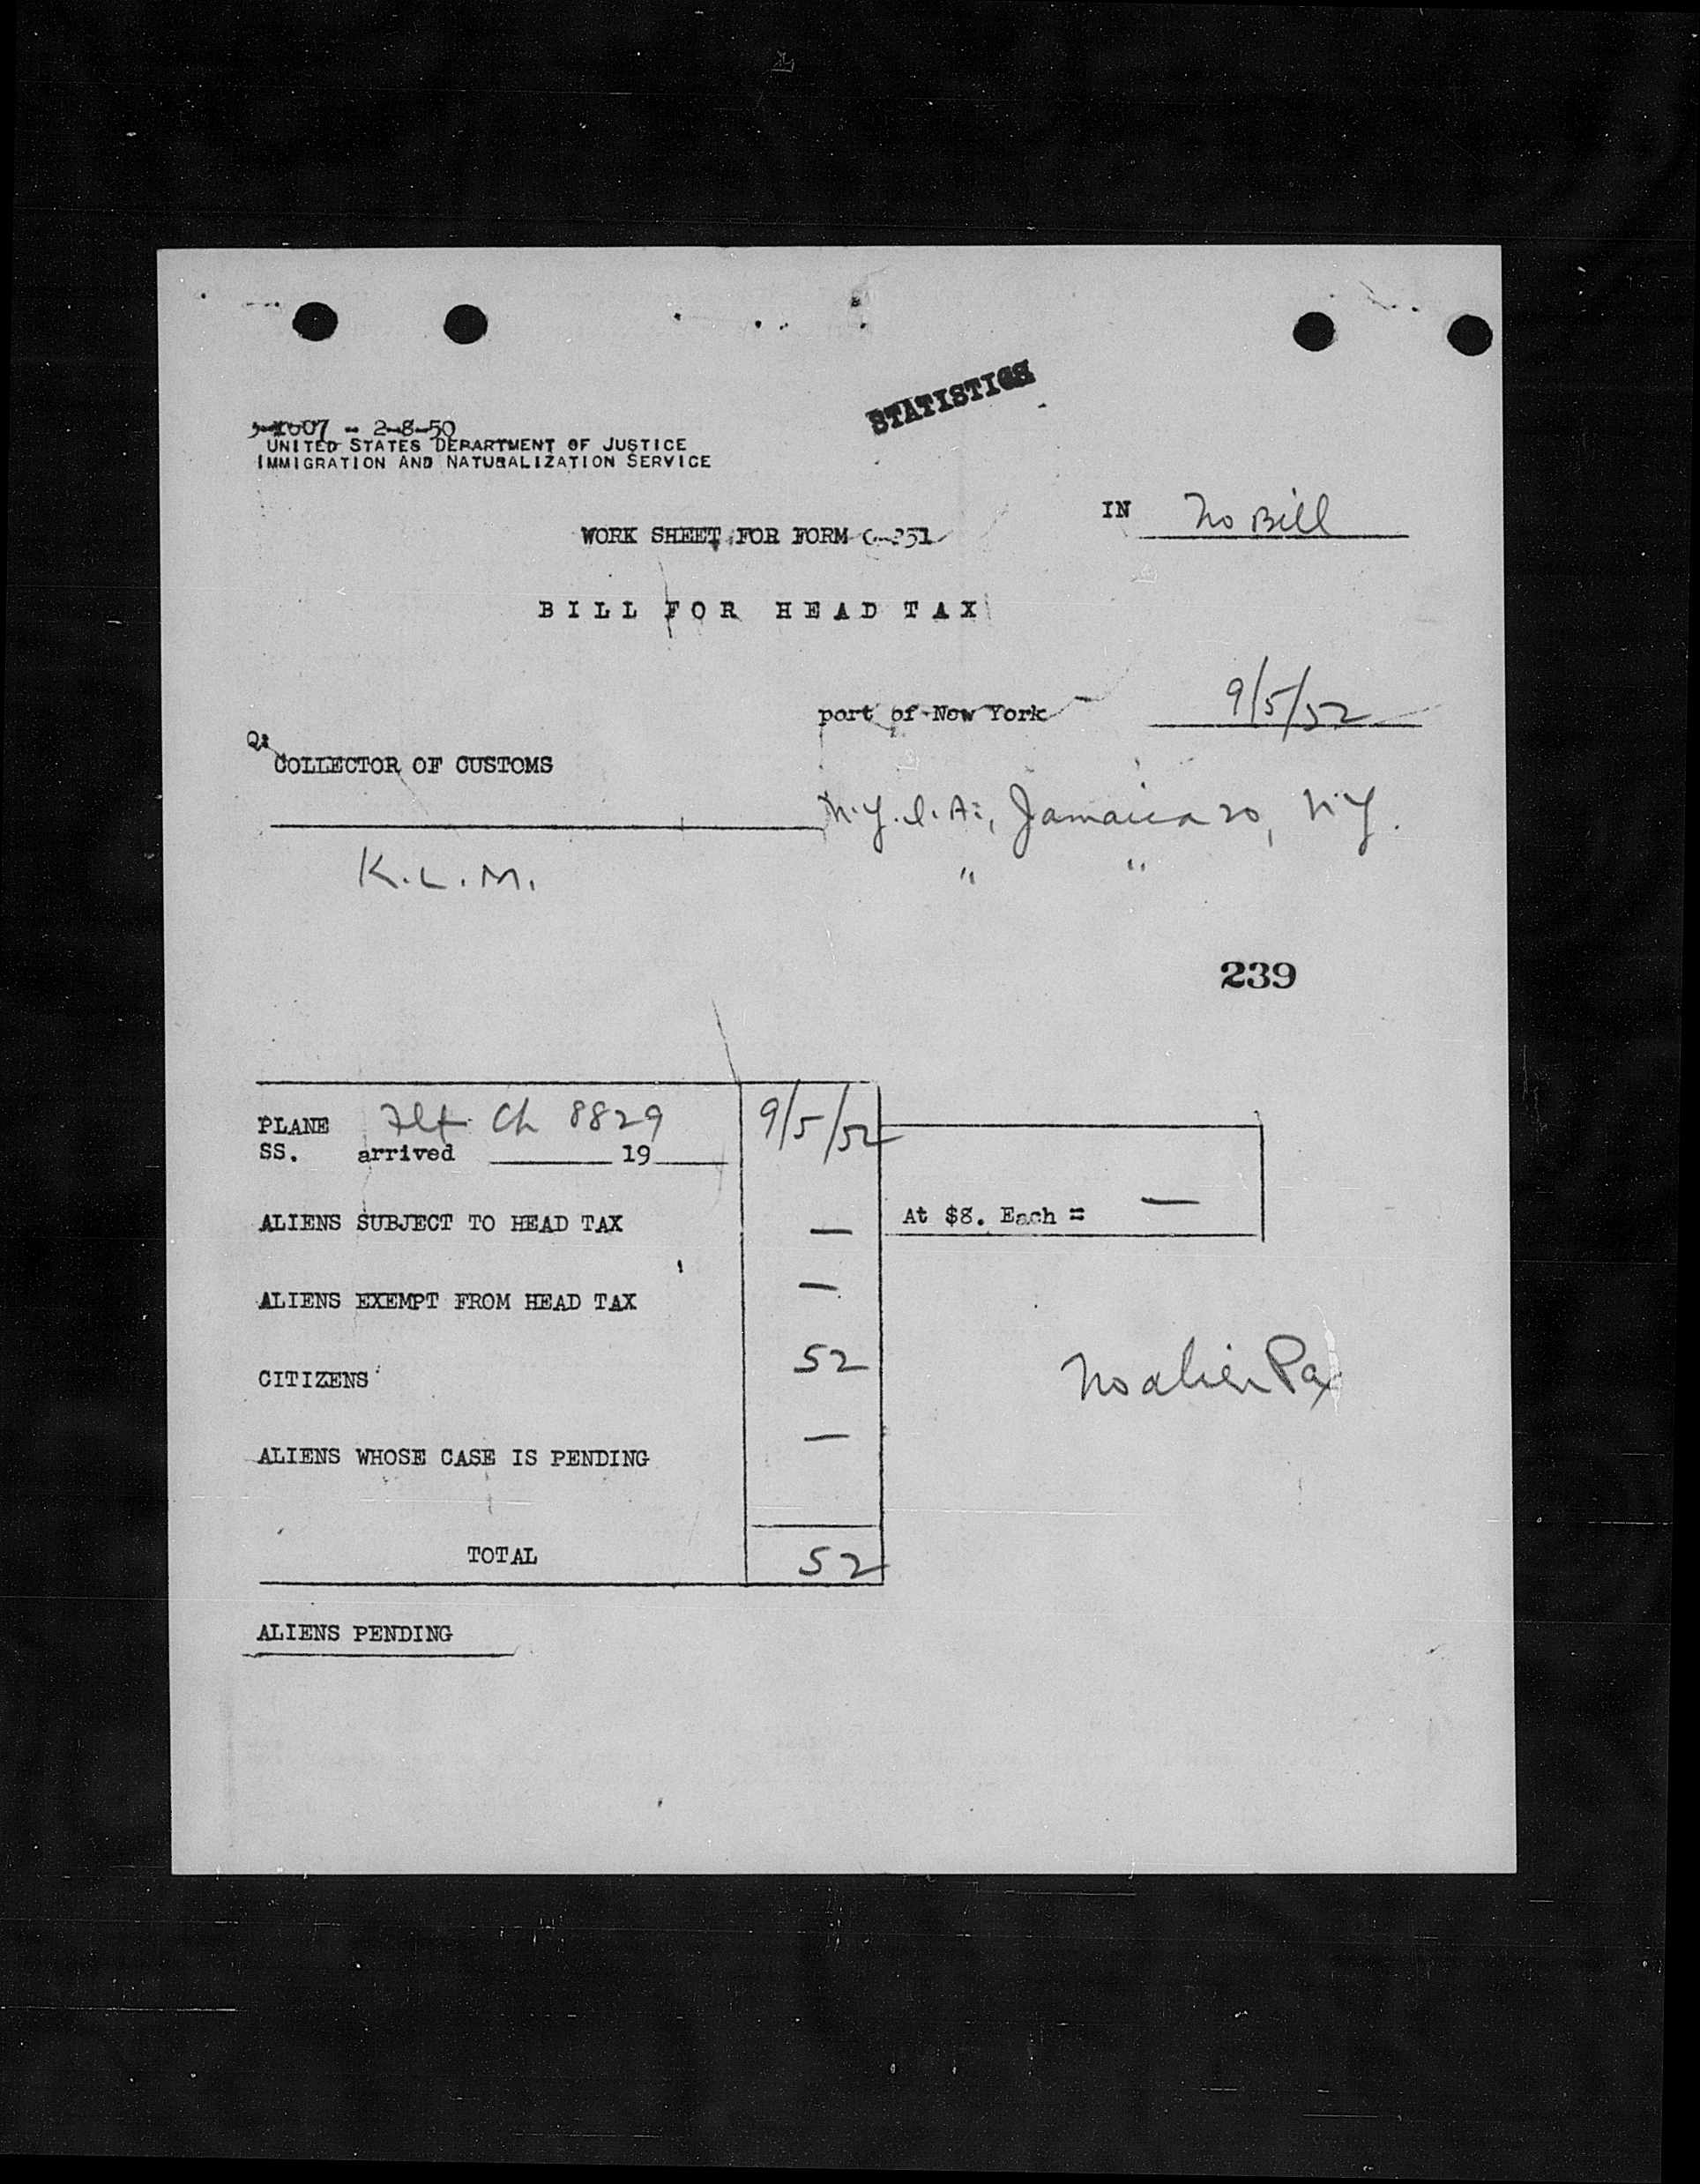 STATISTICS
-1007 - 2-8-50
UNITED STATES DEPARTMENT OF JUSTICE
IMMIGRATION AND NATURALIZATION SERVICE
IN No Bill
WORK SHEET FOR FORM G-251
BILL FOR HEAD TAX
port of New York 9/5/52
COLLECTOR OF CUSTOMS
N.Y.I.A., Jamaica 20, N.Y.
K.L.M. " "
239
PLANE Flt Ch 8829 9/5/52
SS. arrived 19
ALIENS SUBJECT TO HEAD TAX — At $8. Each = —
ALIENS EXEMPT FROM HEAD TAX —
CITIZENS 52 No alien Pax
ALIENS WHOSE CASE IS PENDING —
TOTAL 52
ALIENS PENDING